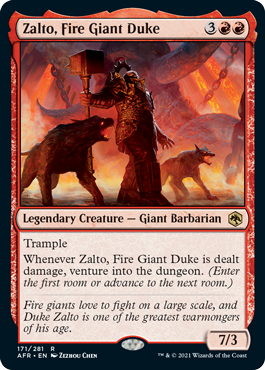 Zalto, Fire Giant Duke 3
Legendary Creature — Giant Barbarian
Trample
Whenever Zalto, Fire Giant Duke is dealt
damage, venture into the dungeon. (Enter
the first room or advance to the next room.)
Fire giants love to fight on a large scale, and
Duke Zalto is one of the greatest warmongers
of his age.
7/3
171/281 R
AFR • EN Zezhou Chen
™ & © 2021 Wizards of the Coast